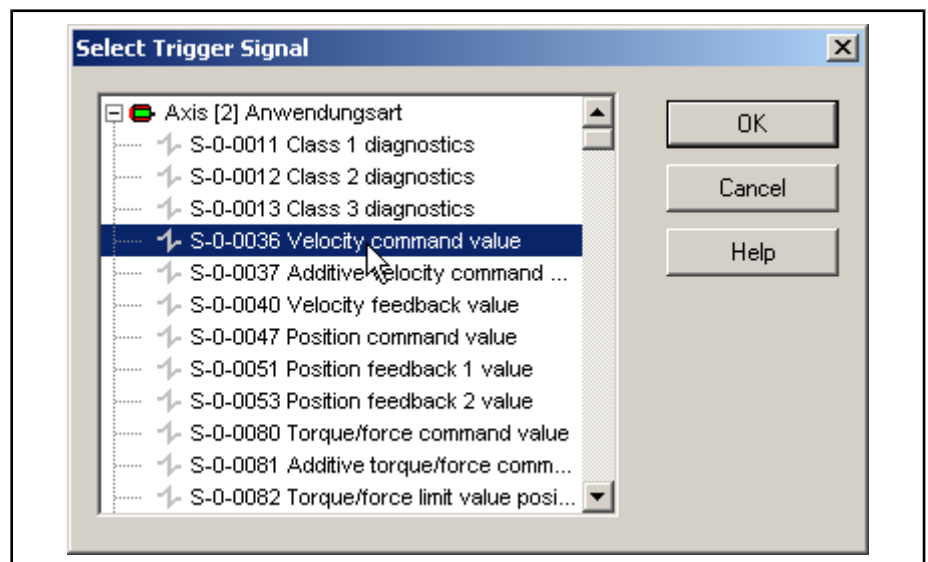 Select Trigger Signal
Axis [2] Anwendungsart
S-0-0011 Class 1 diagnostics
S-0-0012 Class 2 diagnostics
S-0-0013 Class 3 diagnostics
S-0-0036 Velocity command value
S-0-0037 Additive velocity command ...
S-0-0040 Velocity feedback value
S-0-0047 Position command value
S-0-0051 Position feedback 1 value
S-0-0053 Position feedback 2 value
S-0-0080 Torque/force command value
S-0-0081 Additive torque/force comm...
S-0-0082 Torque/force limit value posi...
OK
Cancel
Help